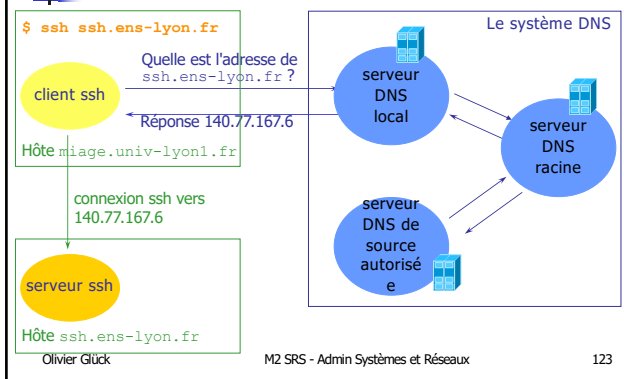 $ ssh ssh.ens-lyon.fr
Le système DNS
Quelle est l'adresse de
ssh.ens-lyon.fr ?
client ssh
serveur
DNS
local
Réponse 140.77.167.6
Hôte miage.univ-lyon1.fr
serveur
DNS
racine
connexion ssh vers
140.77.167.6
serveur
DNS de
source
autorisé
e
serveur ssh
Hôte ssh.ens-lyon.fr
Olivier Glück
M2 SRS - Admin Systèmes et Réseaux
123